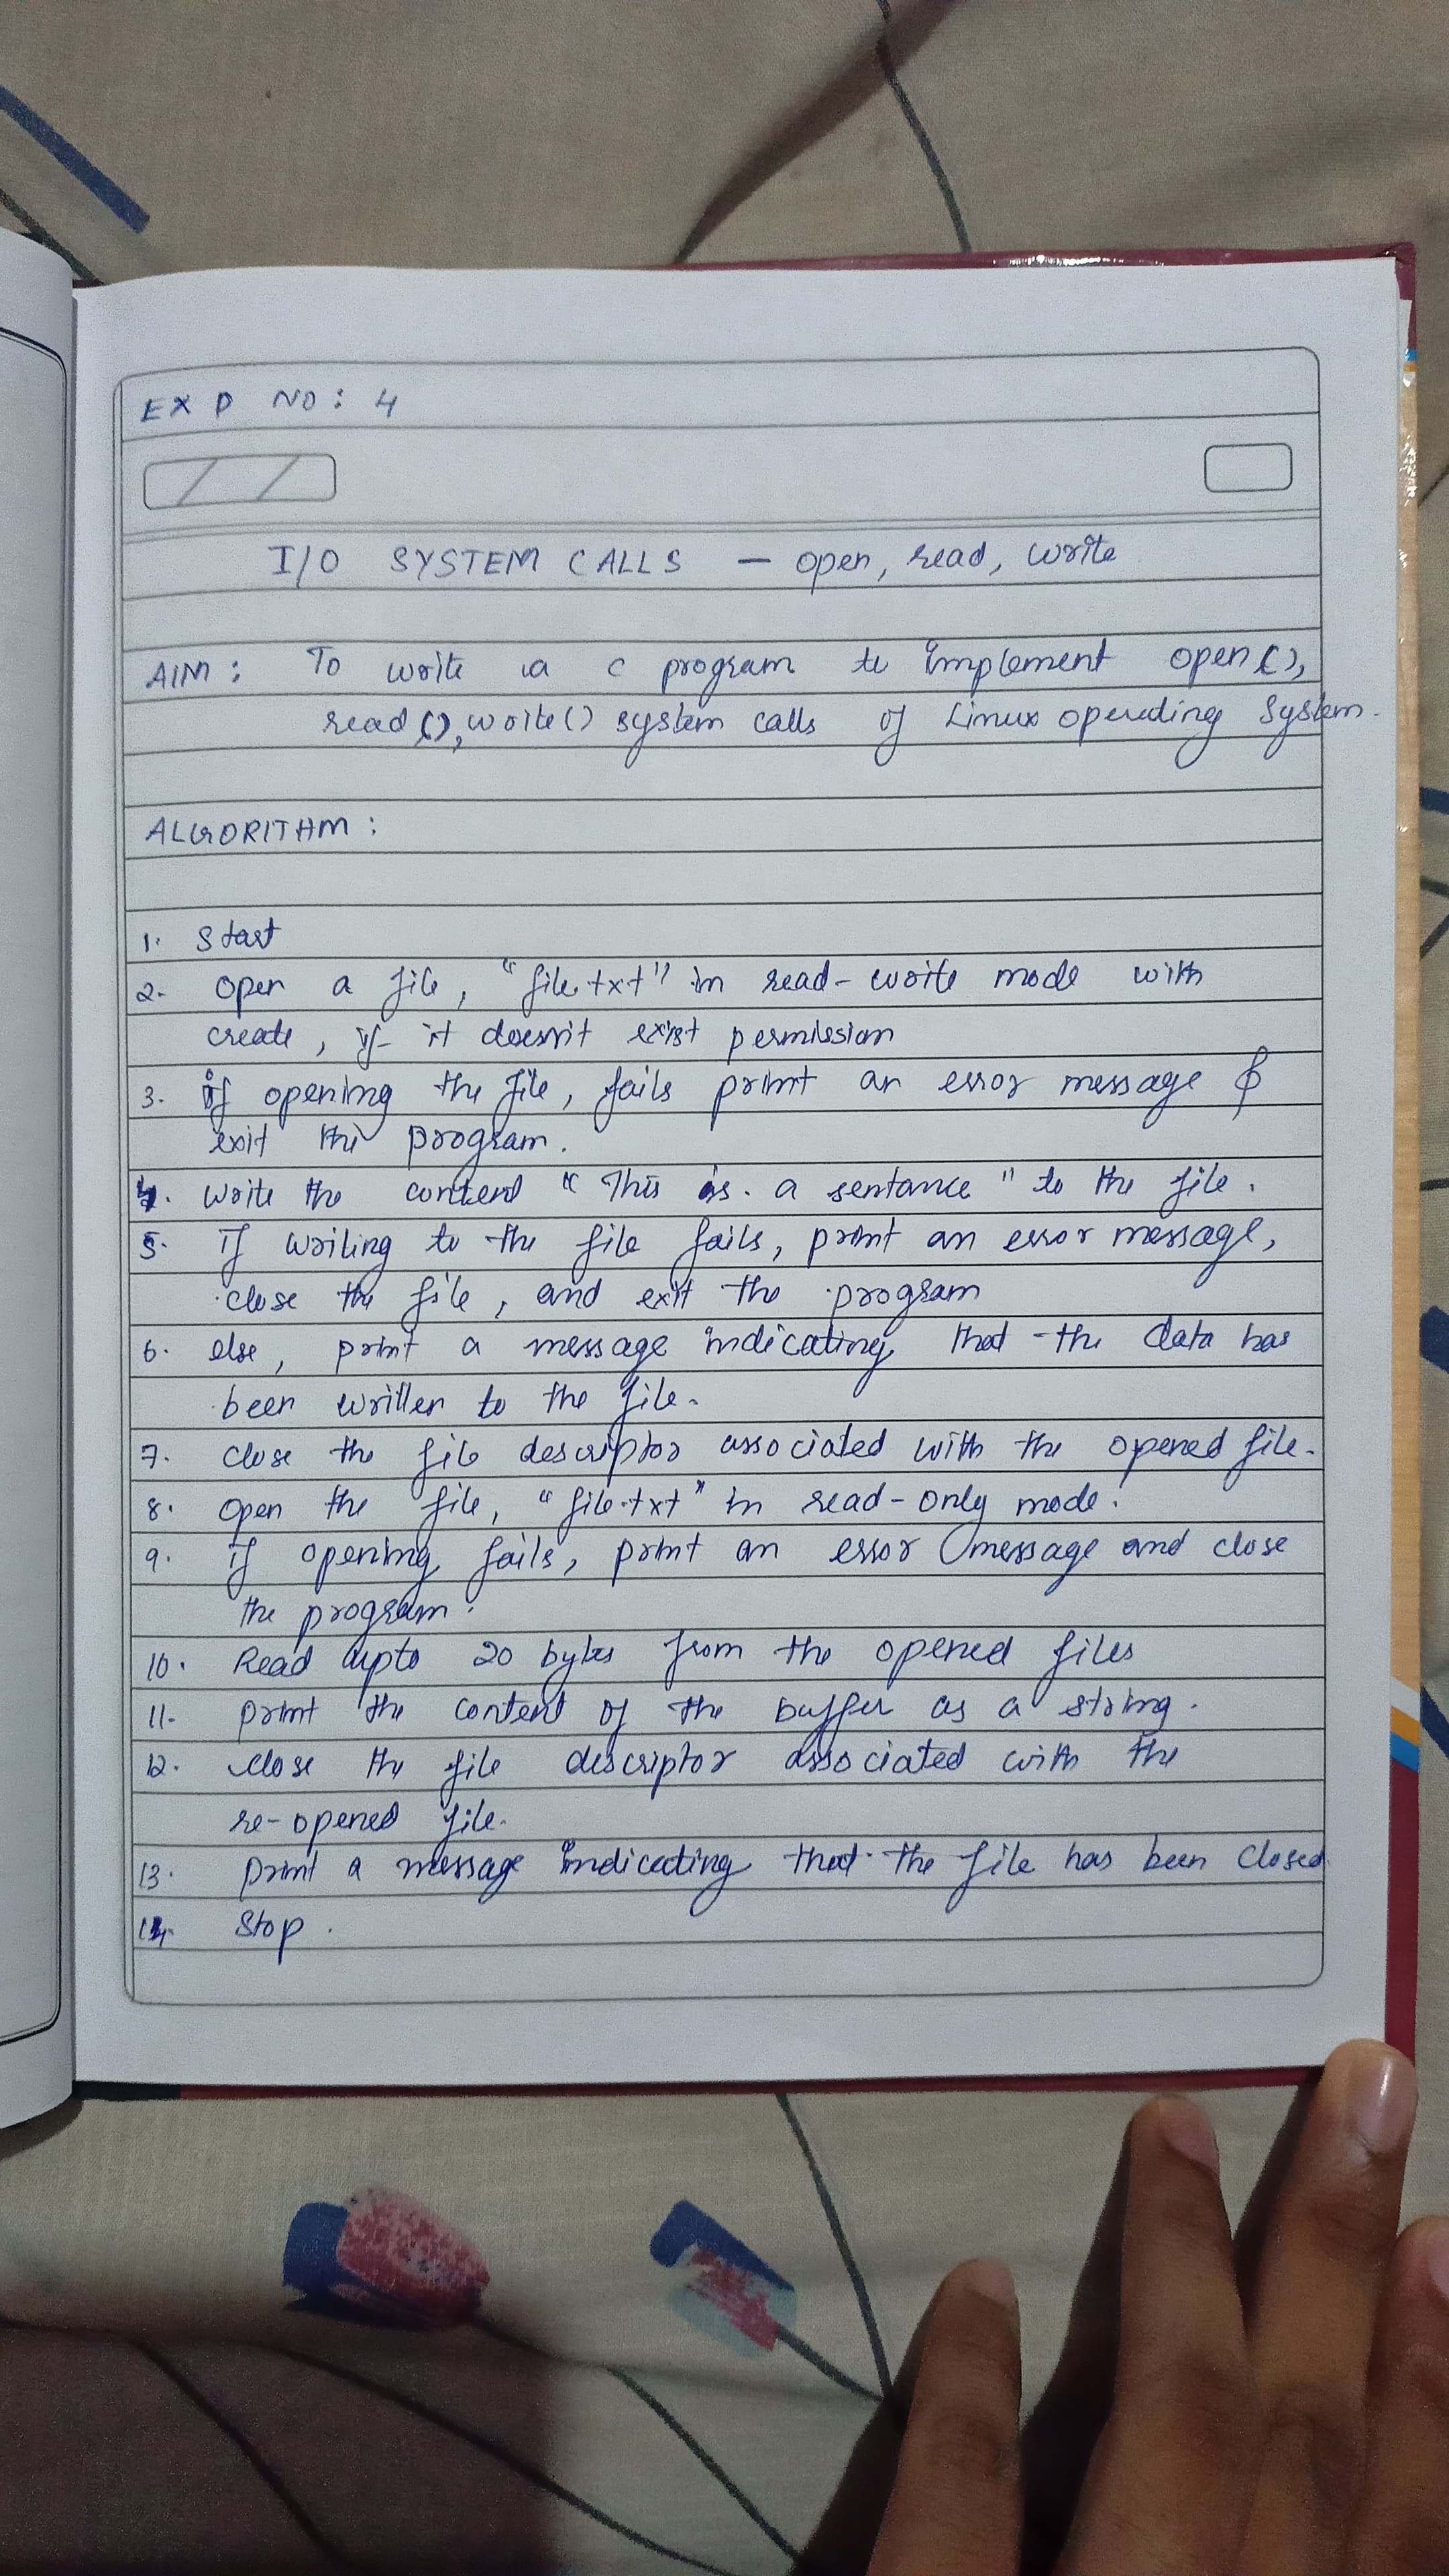 EXP NO: 4
I/O SYSTEM CALLS - open, read, write
AIM: To write a c program to implement open(),
read(), write() system calls of Linux operating System.
ALGORITHM:
1. Start
2. open a file, "file.txt" in read-write mode with
create, if it doesn't exist permission
3. if opening the file, fails print an error message &
exit the program.
4. write the content "This is a sentance" to the file.
5. If writing to the file fails, print an error message,
close the file, and exit the program
6. else, print a message indicating that the data has
been written to the file.
7. close the file descriptor associated with the opened file.
8. open the file, "file.txt" in read-only mode.
9. if opening fails, print an error message and close
the program.
10. Read upto 20 bytes from the opened files
11. print the content of the buffer as a string.
12. close the file descriptor associated with the
re-opened file.
13. print a message indicating that the file has been closed
14. Stop.